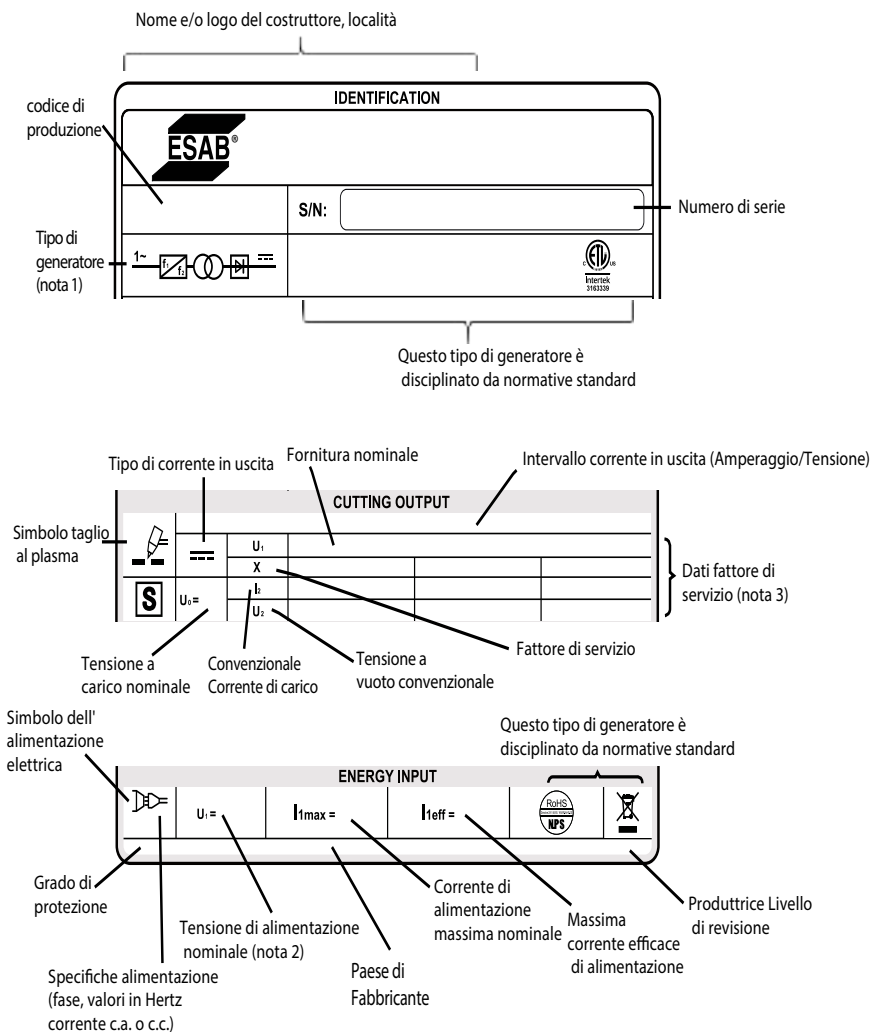 Nome e/o logo del costruttore, località
IDENTIFICATION
codice di
produzione
ESAB®
S/N:
Numero di serie
Tipo di
generatore
(nota 1)
1~
f₁
f₂
C
ETL
US
Intertek
3163339
Questo tipo di generatore è
disciplinato da normative standard
Tipo di corrente in uscita
Fornitura nominale
Intervallo corrente in uscita (Amperaggio/Tensione)
CUTTING OUTPUT
Simbolo taglio
al plasma
U₁
X
Dati fattore di
servizio (nota 3)
S
U₀=
I₂
U₂
Fattore di servizio
Tensione a
carico nominale
Convenzionale
Corrente di carico
Tensione a
vuoto convenzionale
Simbolo dell'
alimentazione
elettrica
Questo tipo di generatore è
disciplinato da normative standard
ENERGY INPUT
U₁ =
I1max =
I1eff =
RoHS
NPS
Grado di
protezione
Tensione di alimentazione
nominale (nota 2)
Corrente di
alimentazione
massima nominale
Massima
corrente efficace
di alimentazione
Produttrice Livello
di revisione
Specifiche alimentazione
(fase, valori in Hertz
corrente c.a. o c.c.)
Paese di
Fabbricante